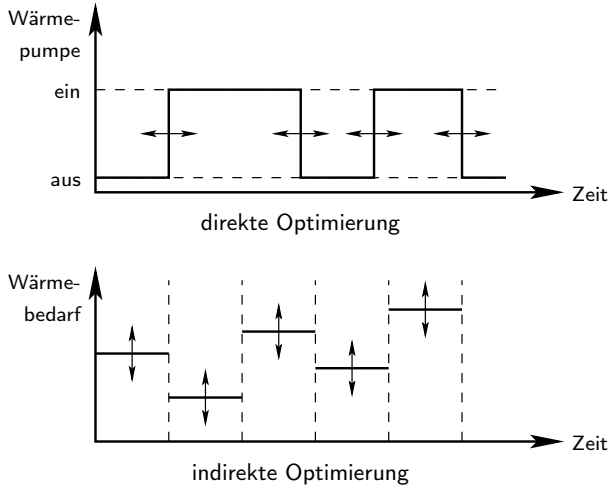 Wärme-
pumpe
ein
aus
Zeit
direkte Optimierung
Wärme-
bedarf
Zeit
indirekte Optimierung